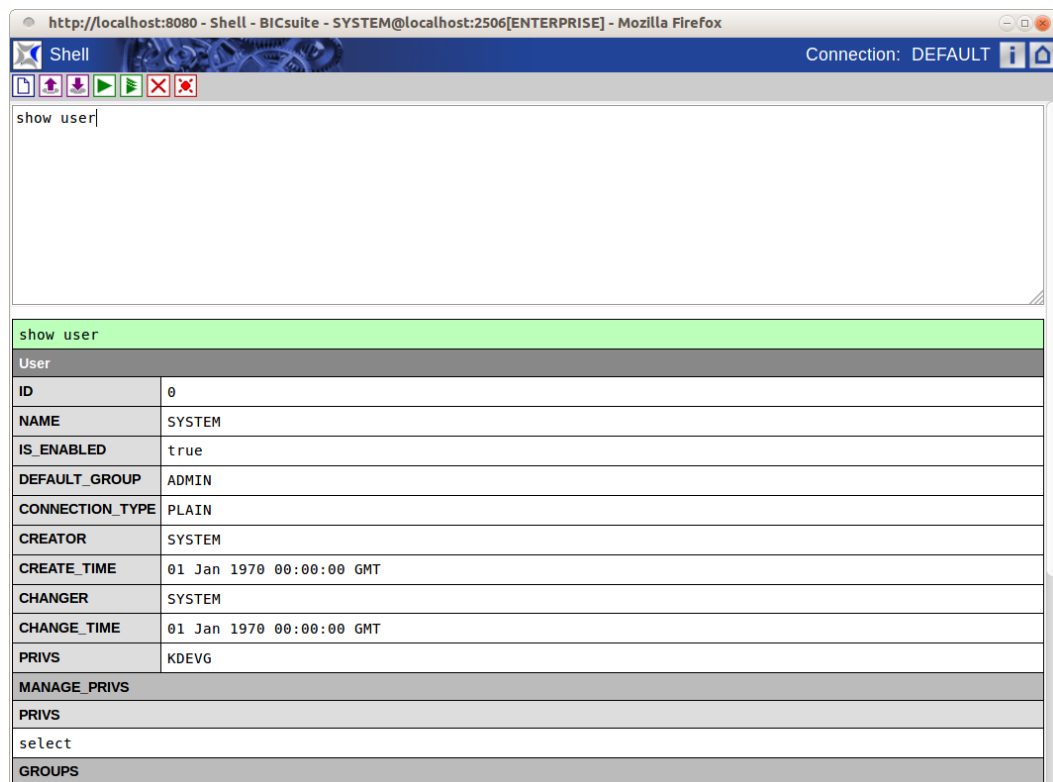 http://localhost:8080 - Shell - BICsuite - SYSTEM@localhost:2506[ENTERPRISE] - Mozilla Firefox
Shell Connection: DEFAULT i
show user
show user
User
ID 0
NAME SYSTEM
IS_ENABLED true
DEFAULT_GROUP ADMIN
CONNECTION_TYPE PLAIN
CREATOR SYSTEM
CREATE_TIME 01 Jan 1970 00:00:00 GMT
CHANGER SYSTEM
CHANGE_TIME 01 Jan 1970 00:00:00 GMT
PRIVS KDEVG
MANAGE_PRIVS
PRIVS
select
GROUPS